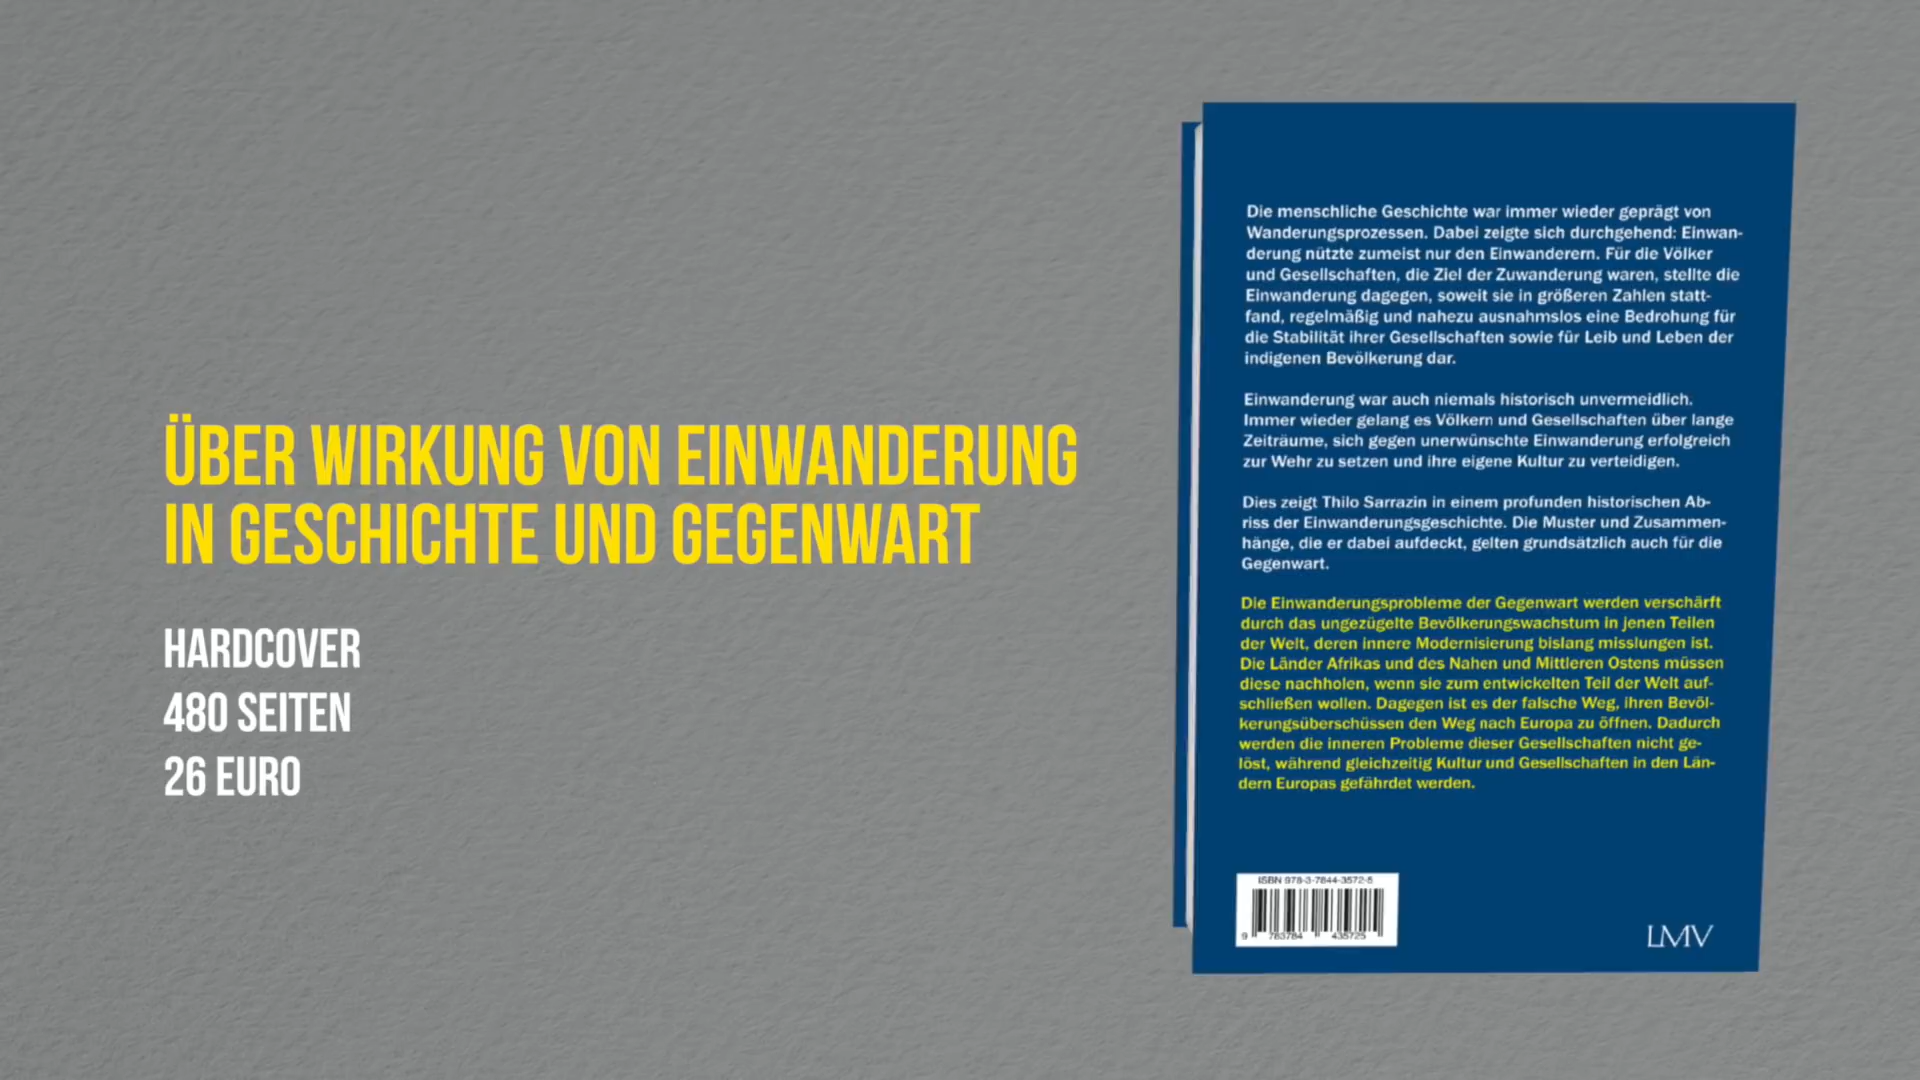 ÜBER WIRKUNG VON EINWANDERUNG
IN GESCHICHTE UND GEGENWART
HARDCOVER
480 SEITEN
26 EURO
Die menschliche Geschichte war immer wieder geprägt von
Wanderungsprozessen. Dabei zeigte sich durchgehend: Einwan-
derung nützte zumeist nur den Einwanderern. Für die Völker
und Gesellschaften, die Ziel der Zuwanderung waren, stellte die
Einwanderung dagegen, soweit sie in größeren Zahlen statt-
fand, regelmäßig und nahezu ausnahmslos eine Bedrohung für
die Stabilität ihrer Gesellschaften sowie für Leib und Leben der
indigenen Bevölkerung dar.
Einwanderung war auch niemals historisch unvermeidlich.
Immer wieder gelang es Völkern und Gesellschaften über lange
Zeiträume, sich gegen unerwünschte Einwanderung erfolgreich
zur Wehr zu setzen und ihre eigene Kultur zu verteidigen.
Dies zeigt Thilo Sarrazin in einem profunden historischen Ab-
riss der Einwanderungsgeschichte. Die Muster und Zusammen-
hänge, die er dabei aufdeckt, gelten grundsätzlich auch für die
Gegenwart.
Die Einwanderungsprobleme der Gegenwart werden verschärft
durch das ungezügelte Bevölkerungswachstum in jenen Teilen
der Welt, deren innere Modernisierung bislang misslungen ist.
Die Länder Afrikas und des Nahen und Mittleren Ostens müssen
diese nachholen, wenn sie zum entwickelten Teil der Welt auf-
schließen wollen. Dagegen ist es der falsche Weg, ihren Bevöl-
kerungsüberschüssen den Weg nach Europa zu öffnen. Dadurch
werden die inneren Probleme dieser Gesellschaften nicht ge-
löst, während gleichzeitig Kultur und Gesellschaften in den Län-
dern Europas gefährdet werden.
ISBN 978-3-7844-3572-5
9 783784 435725
LMV